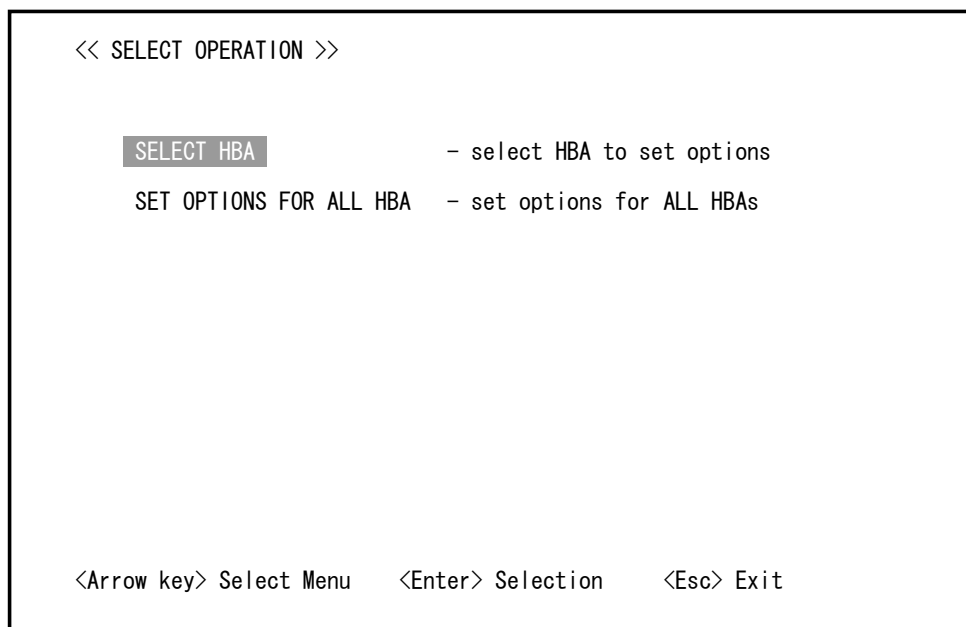 << SELECT OPERATION >>
SELECT HBA - select HBA to set options
SET OPTIONS FOR ALL HBA - set options for ALL HBAs
<Arrow key> Select Menu <Enter> Selection <Esc> Exit